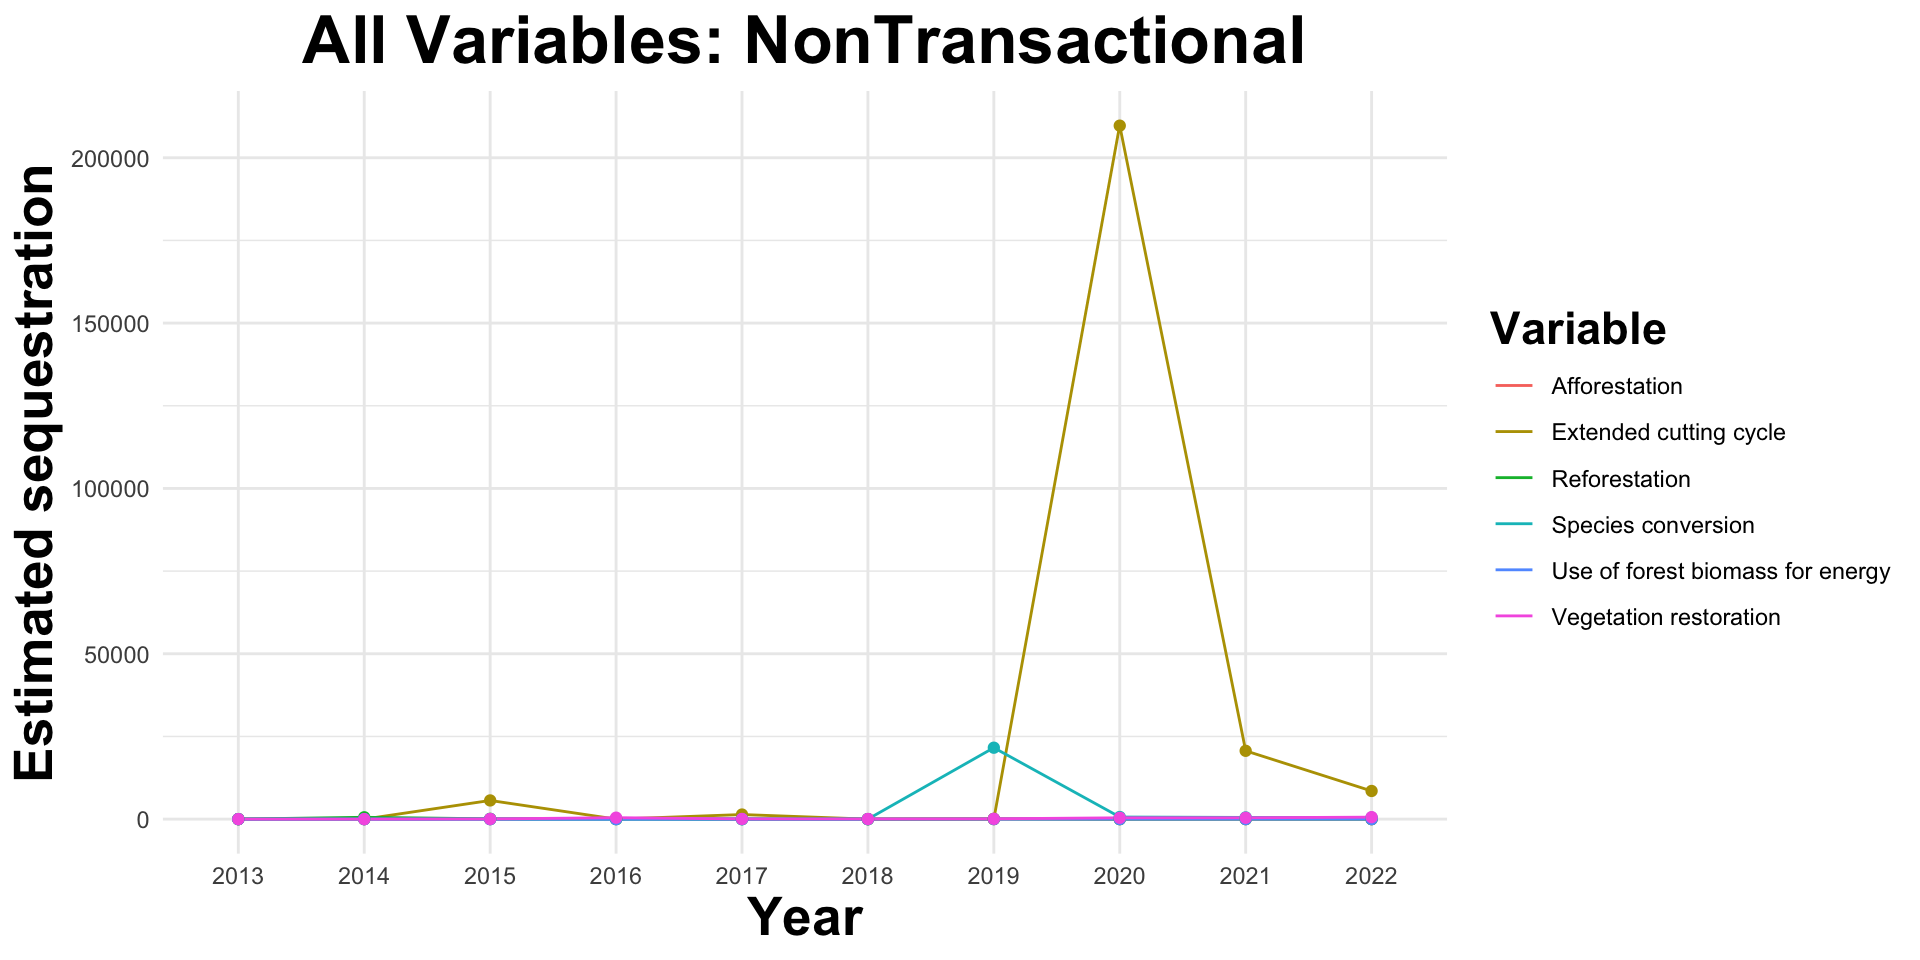 All Variables: NonTransactional
Estimated sequestration
200000
150000
100000
50000
0
2013 2014 2015 2016 2017 2018 2019 2020 2021 2022
Year
Variable
Afforestation
Extended cutting cycle
Reforestation
Species conversion
Use of forest biomass for energy
Vegetation restoration